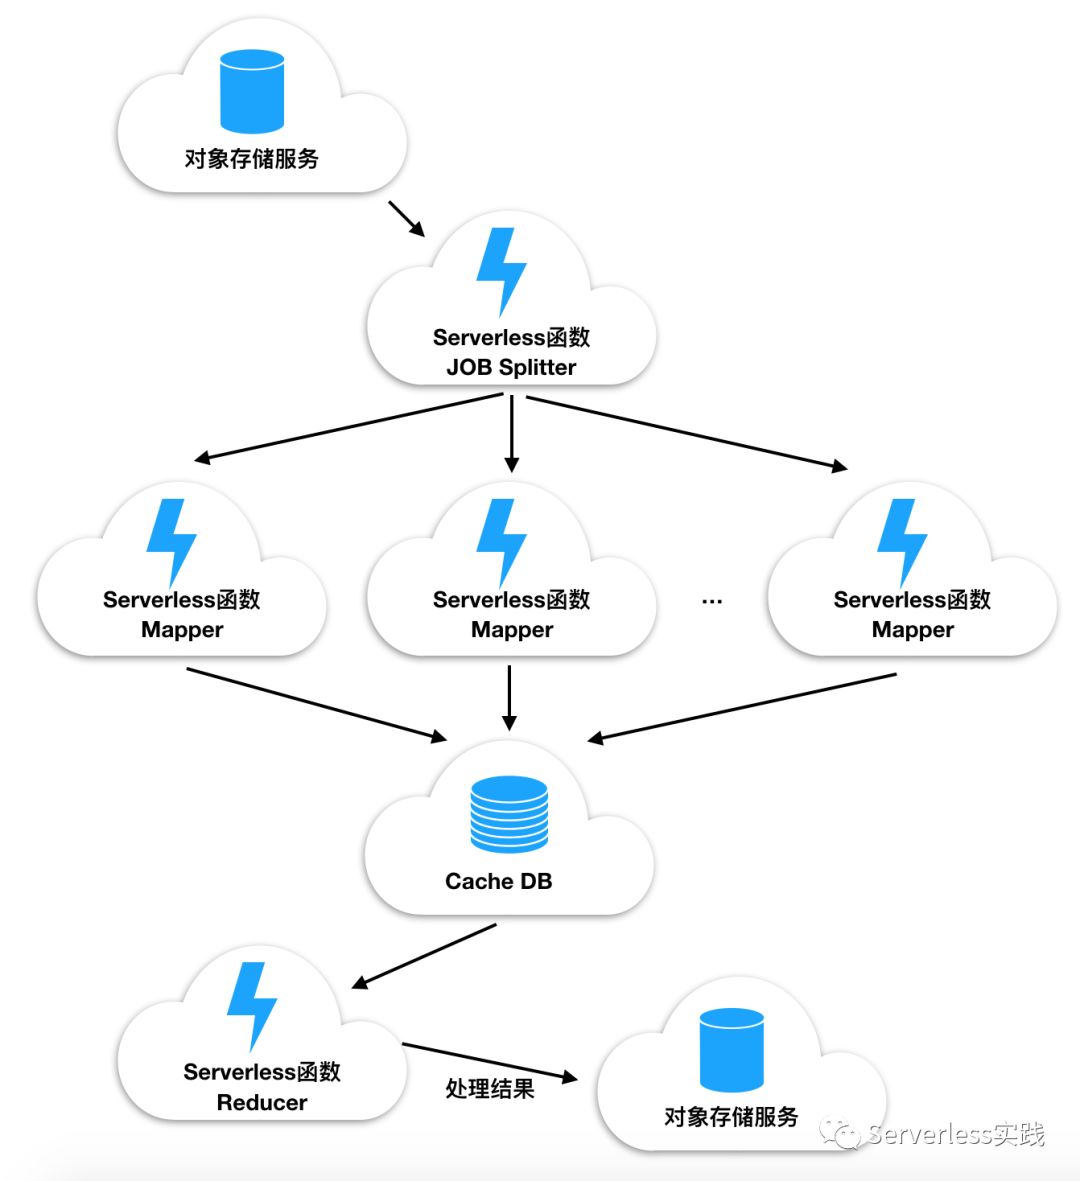 对象存储服务
Serverless函数
JOB Splitter
Serverless函数
Mapper
Serverless函数
Mapper
...
Serverless函数
Mapper
Cache DB
Serverless函数
Reducer
处理结果
对象存储服务
Serverless实践